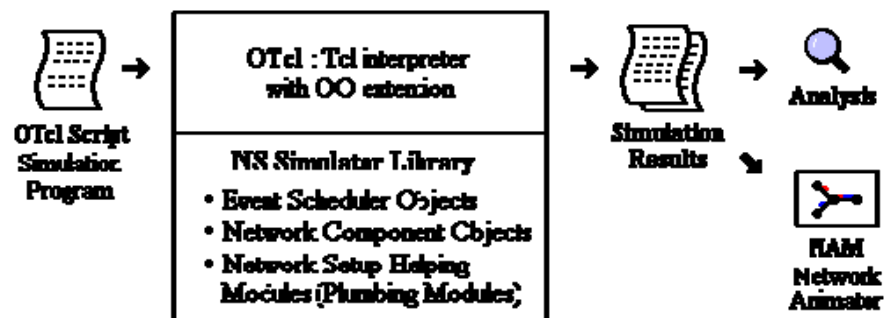 OTcl Script
Simulation
Program
OTcl : Tcl interpreter
with OO extension
NS Simulator Library
• Event Scheduler Objects
• Network Component Objects
• Network Setup Helping
Modules (Plumbing Modules)
Simulation
Results
Analysis
NAM
Network
Animator